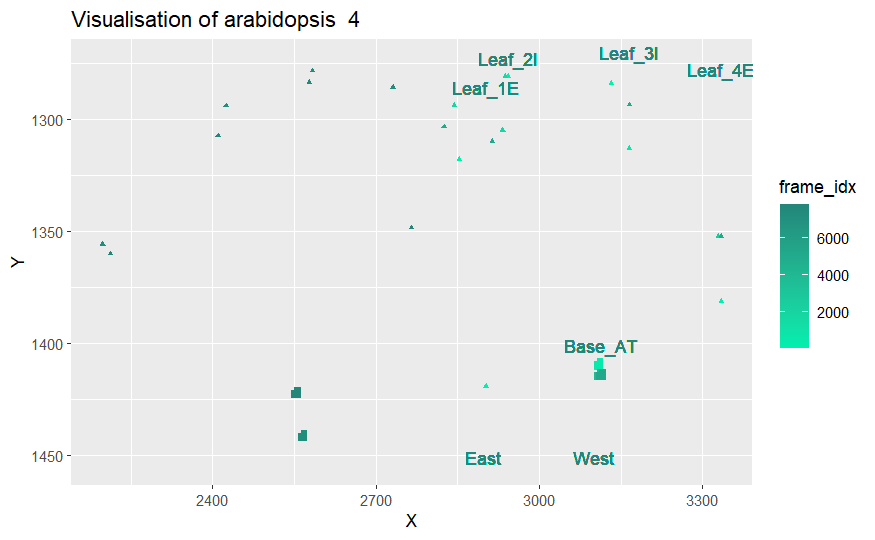 Visualisation of arabidopsis  4
Leaf_2I
Leaf_3I
Leaf_4E
Leaf_1E
1300
1350
1400
1450
Y
Base_AT
East
West
2400
2700
3000
3300
X
frame_idx
6000
4000
2000